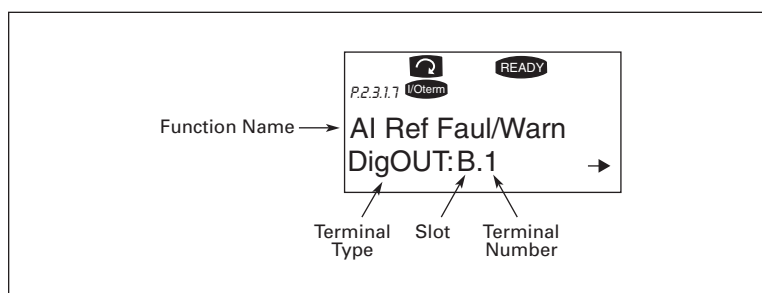 READY
P.2.3.1.7 I/Oterm
Function Name AI Ref Faul/Warn
DigOUT:B.1
Terminal Type
Slot
Terminal Number